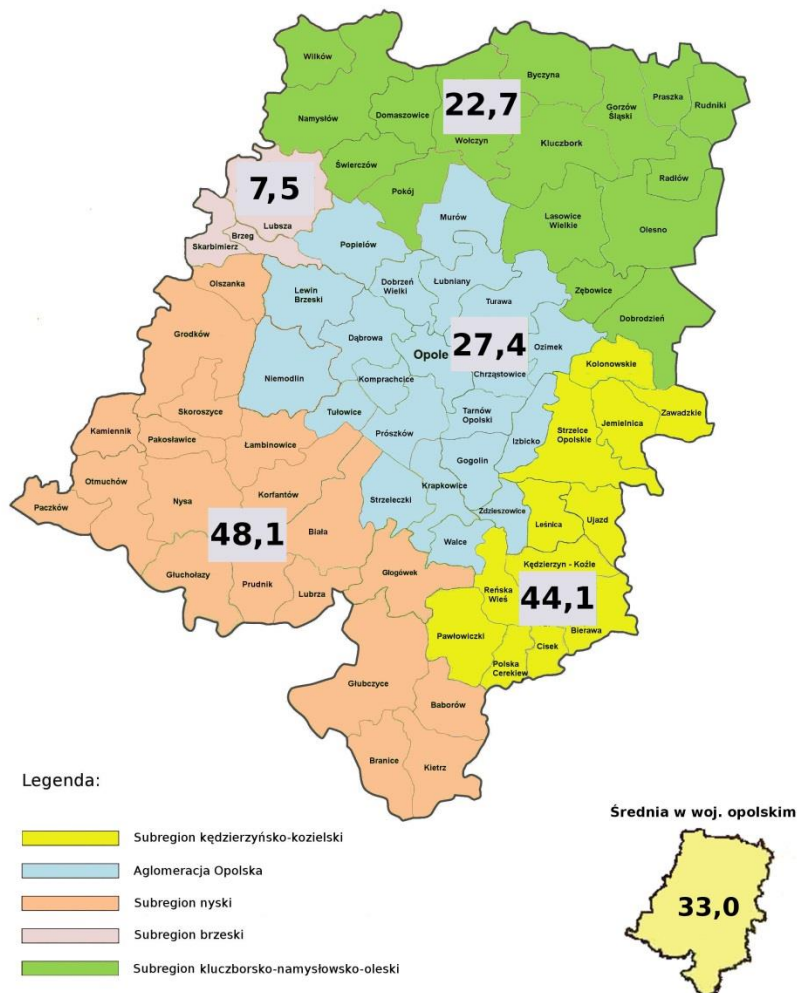 Wilków
Byczyna
Praszka
Rudniki
Gorzów
Śląski
Namysłów
Domaszowice
22,7
Wołczyn
Kluczbork
Świerczów
Radłów
Pokój
7,5
Lubsza
Murów
Lasowice
Wielkie
Olesno
Brzeg
Skarbimierz
Popielów
Olszanka
Dobrzeń
Wielki
Łubniany
Zębowice
Lewin
Brzeski
Turawa
Dobrodzień
Grodków
Dąbrowa
Opole
27,4
Ozimek
Kolonowskie
Niemodlin
Komprachcice
Chrząstowice
Skoroszyce
Tułowice
Tarnów
Opolski
Zawadzkie
Jemielnica
Kamiennik
Pakosławice
Łambinowice
Prószków
Izbicko
Strzelce
Opolskie
Gogolin
Otmuchów
Paczków
Nysa
Korfantów
Strzeleczki
Krapkowice
Zdzieszowice
Leśnica
Ujazd
48,1
Biała
Walce
Kędzierzyn - Koźle
Głuchołazy
Prudnik
Lubrza
Głogówek
Reńska
Wieś
44,1
Bierawa
Pawłowiczki
Cisek
Polska
Cerekiew
Głubczyce
Baborów
Branice
Kietrz
Legenda:
Subregion kędzierzyńsko-kozielski
Aglomeracja Opolska
Subregion nyski
Subregion brzeski
Subregion kluczborsko-namysłowsko-oleski
Średnia w woj. opolskim
33,0